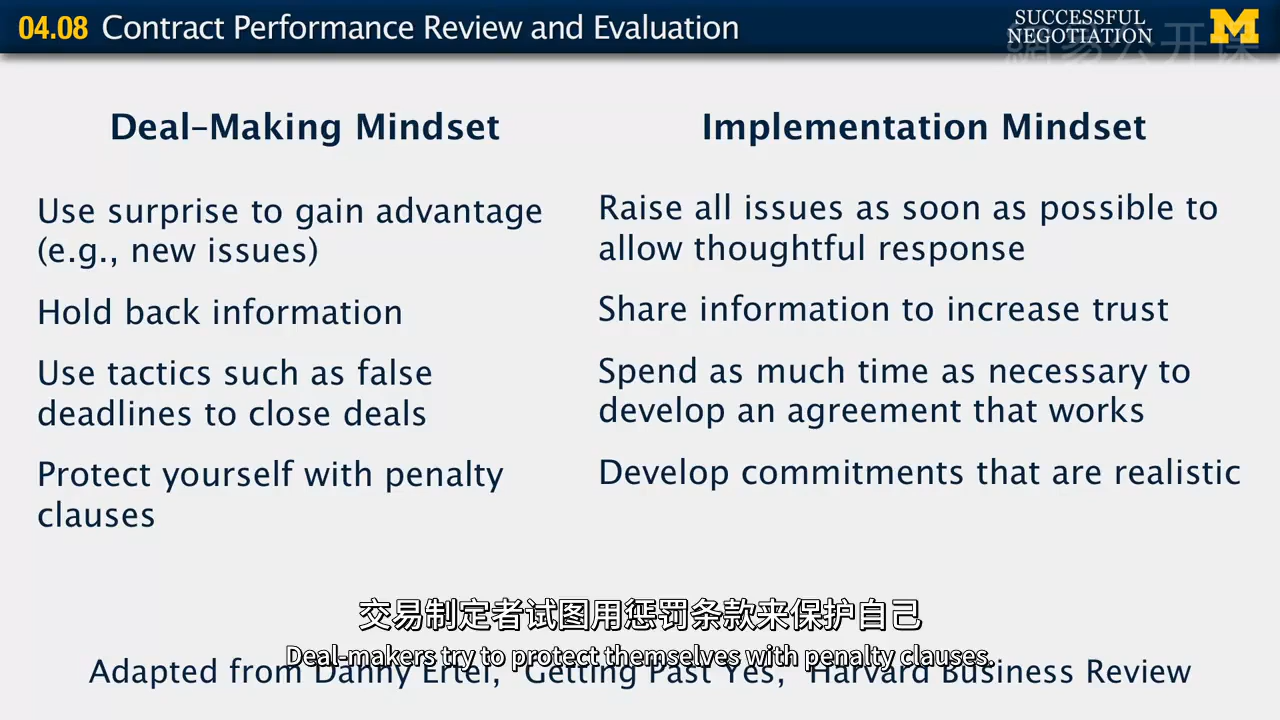 04.08 Contract Performance Review and Evaluation
SUCCESSFUL
NEGOTIATION
M
網易公开课
Deal–Making Mindset
Use surprise to gain advantage
(e.g., new issues)
Hold back information
Use tactics such as false
deadlines to close deals
Protect yourself with penalty
clauses
Implementation Mindset
Raise all issues as soon as possible to
allow thoughtful response
Share information to increase trust
Spend as much time as necessary to
develop an agreement that works
Develop commitments that are realistic
交易制定者试图用惩罚条款来保护自己
Deal-makers try to protect themselves with penalty clauses.
Adapted from Danny Ertel, "Getting Past Yes," Harvard Business Review